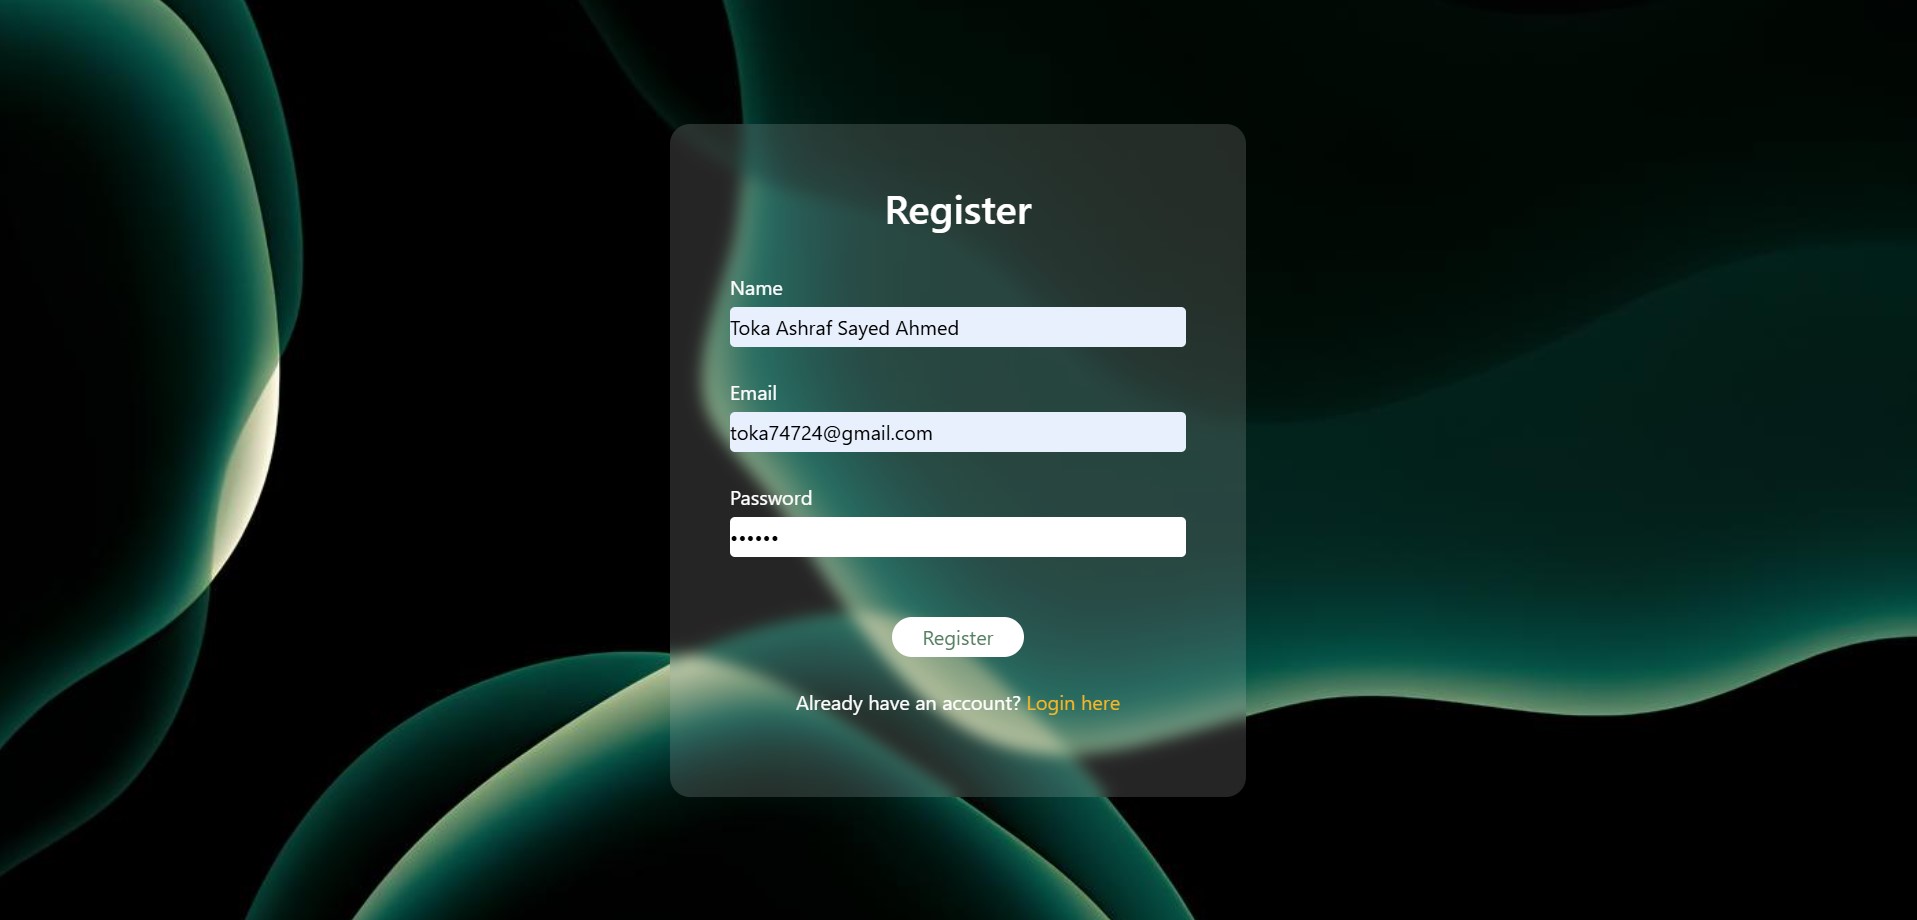 Register
Name
Toka Ashraf Sayed Ahmed
Email
toka74724@gmail.com
Password
••••••
Register
Already have an account? Login here